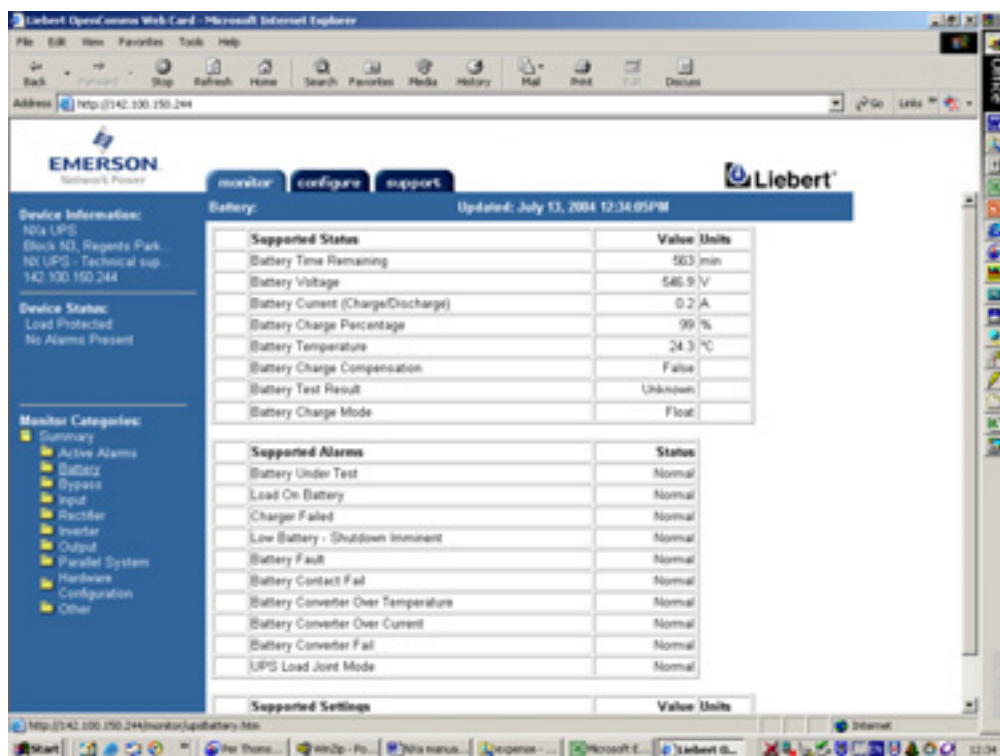 Liebert OpenComms Web Card - Microsoft Internet Explorer
File Edit View Favorites Tools Help
Back Forward Stop Refresh Home Search Favorites Media History Mail Print Edit Discuss
Address http://142.100.150.244 Go Links
EMERSON
Network Power
monitor configure support
Liebert
Device Information:
NXa UPS
Block N3, Regents Park...
NX UPS - Technical sup...
142.100.150.244
Device Status:
Load Protected
No Alarms Present
Monitor Categories:
Summary
Active Alarms
Battery
Bypass
Input
Rectifier
Inverter
Output
Parallel System
Hardware
Configuration
Other
Battery: Updated: July 13, 2004 12:34:05PM
Supported Status Value Units
Battery Time Remaining 563 min
Battery Voltage 546.9 V
Battery Current (Charge/Discharge) 0.2 A
Battery Charge Percentage 99 %
Battery Temperature 24.3 °C
Battery Charge Compensation False
Battery Test Result Unknown
Battery Charge Mode Float
Supported Alarms Status
Battery Under Test Normal
Load On Battery Normal
Charger Failed Normal
Low Battery - Shutdown Imminent Normal
Battery Fault Normal
Battery Contact Fail Normal
Battery Converter Over Temperature Normal
Battery Converter Over Current Normal
Battery Converter Fail Normal
UPS Load Joint Mode Normal
Supported Settings Value Units
http://142.100.150.244/monitor/upsBattery.htm Internet
Start WinZip - Po... NXa manua... expense - ... Microsoft E... Liebert O...
Office